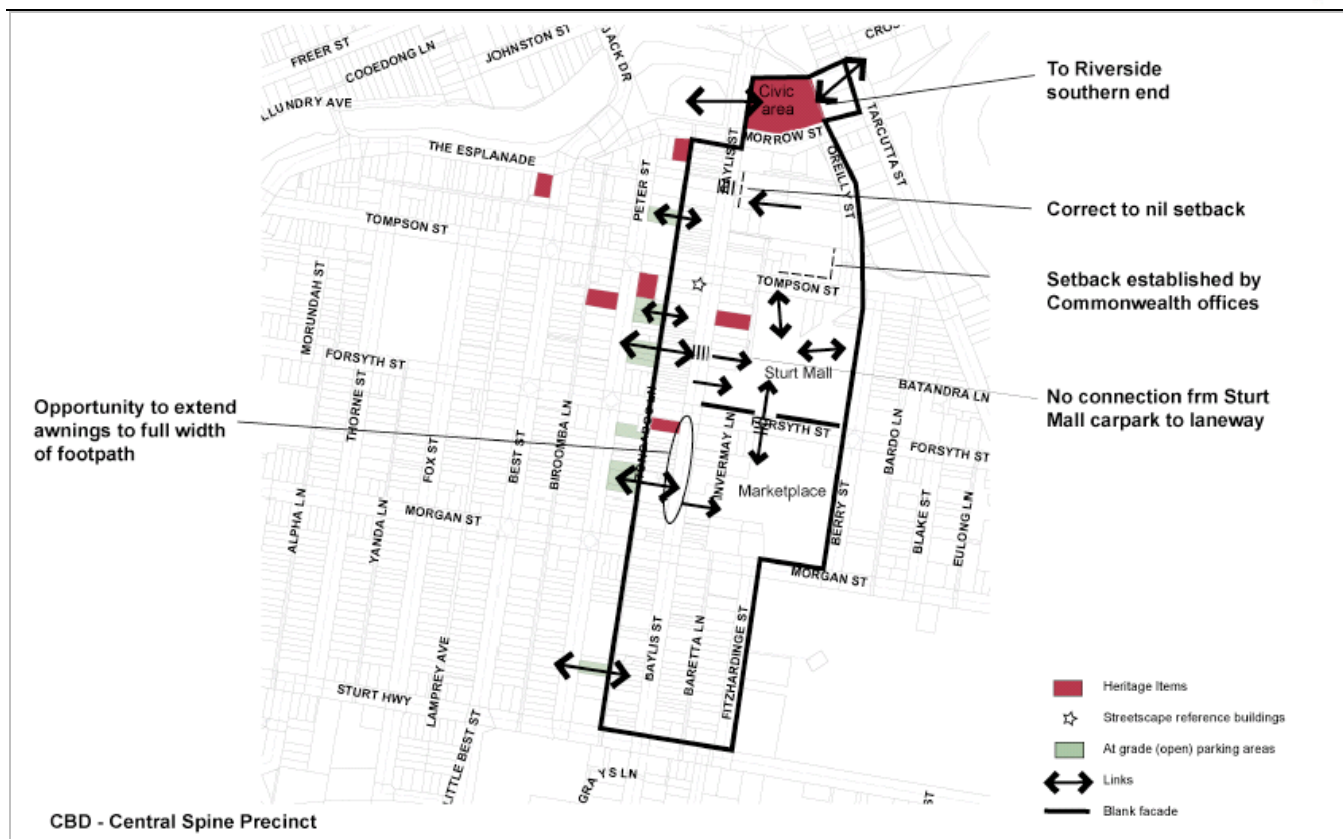 FREER ST
COOEDONG LN
JOHNSTON ST
JACK DR
CROS
LLUNDRY AVE
To Riverside
southern end
Civic
area
TARCUTTA ST
MORROW ST
BAYLIS ST
OREILLY ST
THE ESPLANADE
PETER ST
Correct to nil setback
TOMPSON ST
TOMPSON ST
Setback established by
Commonwealth offices
MORUNDAH ST
FORSYTH ST
THORNE ST
Sturt Mall
BATANDRA LN
No connection frm Sturt
Mall carpark to laneway
Opportunity to extend
awnings to full width
of footpath
FOX ST
BEST ST
BIROOMBA LN
INVERMAY LN
FORSYTH ST
BARDO LN
FORSYTH ST
Marketplace
ALPHA LN
YANDA LN
MORGAN ST
BERRY ST
BLAKE ST
EULONG LN
MORGAN ST
BAYLIS ST
BARETTA LN
FITZHARDINGE ST
STURT HWY
LAMPREY AVE
LITTLE BEST ST
GRA
YS LN
ST
Heritage Items
Streetscape reference buildings
At grade (open) parking areas
Links
Blank facade
CBD - Central Spine Precinct